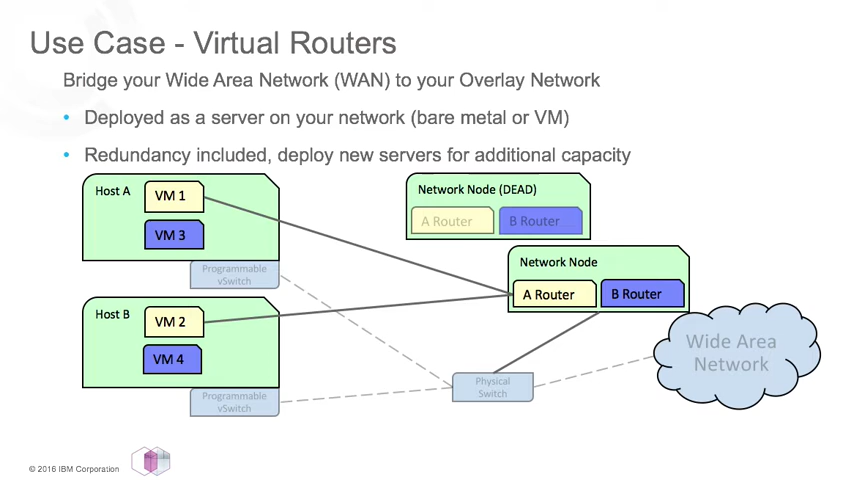 Use Case - Virtual Routers
Bridge your Wide Area Network (WAN) to your Overlay Network
• Deployed as a server on your network (bare metal or VM)
• Redundancy included, deploy new servers for additional capacity
Host A
VM 1
VM 3
Programmable
vSwitch
Network Node (DEAD)
A Router
B Router
Network Node
A Router
B Router
Host B
VM 2
VM 4
Programmable
vSwitch
Physical
Switch
Wide Area
Network
© 2016 IBM Corporation